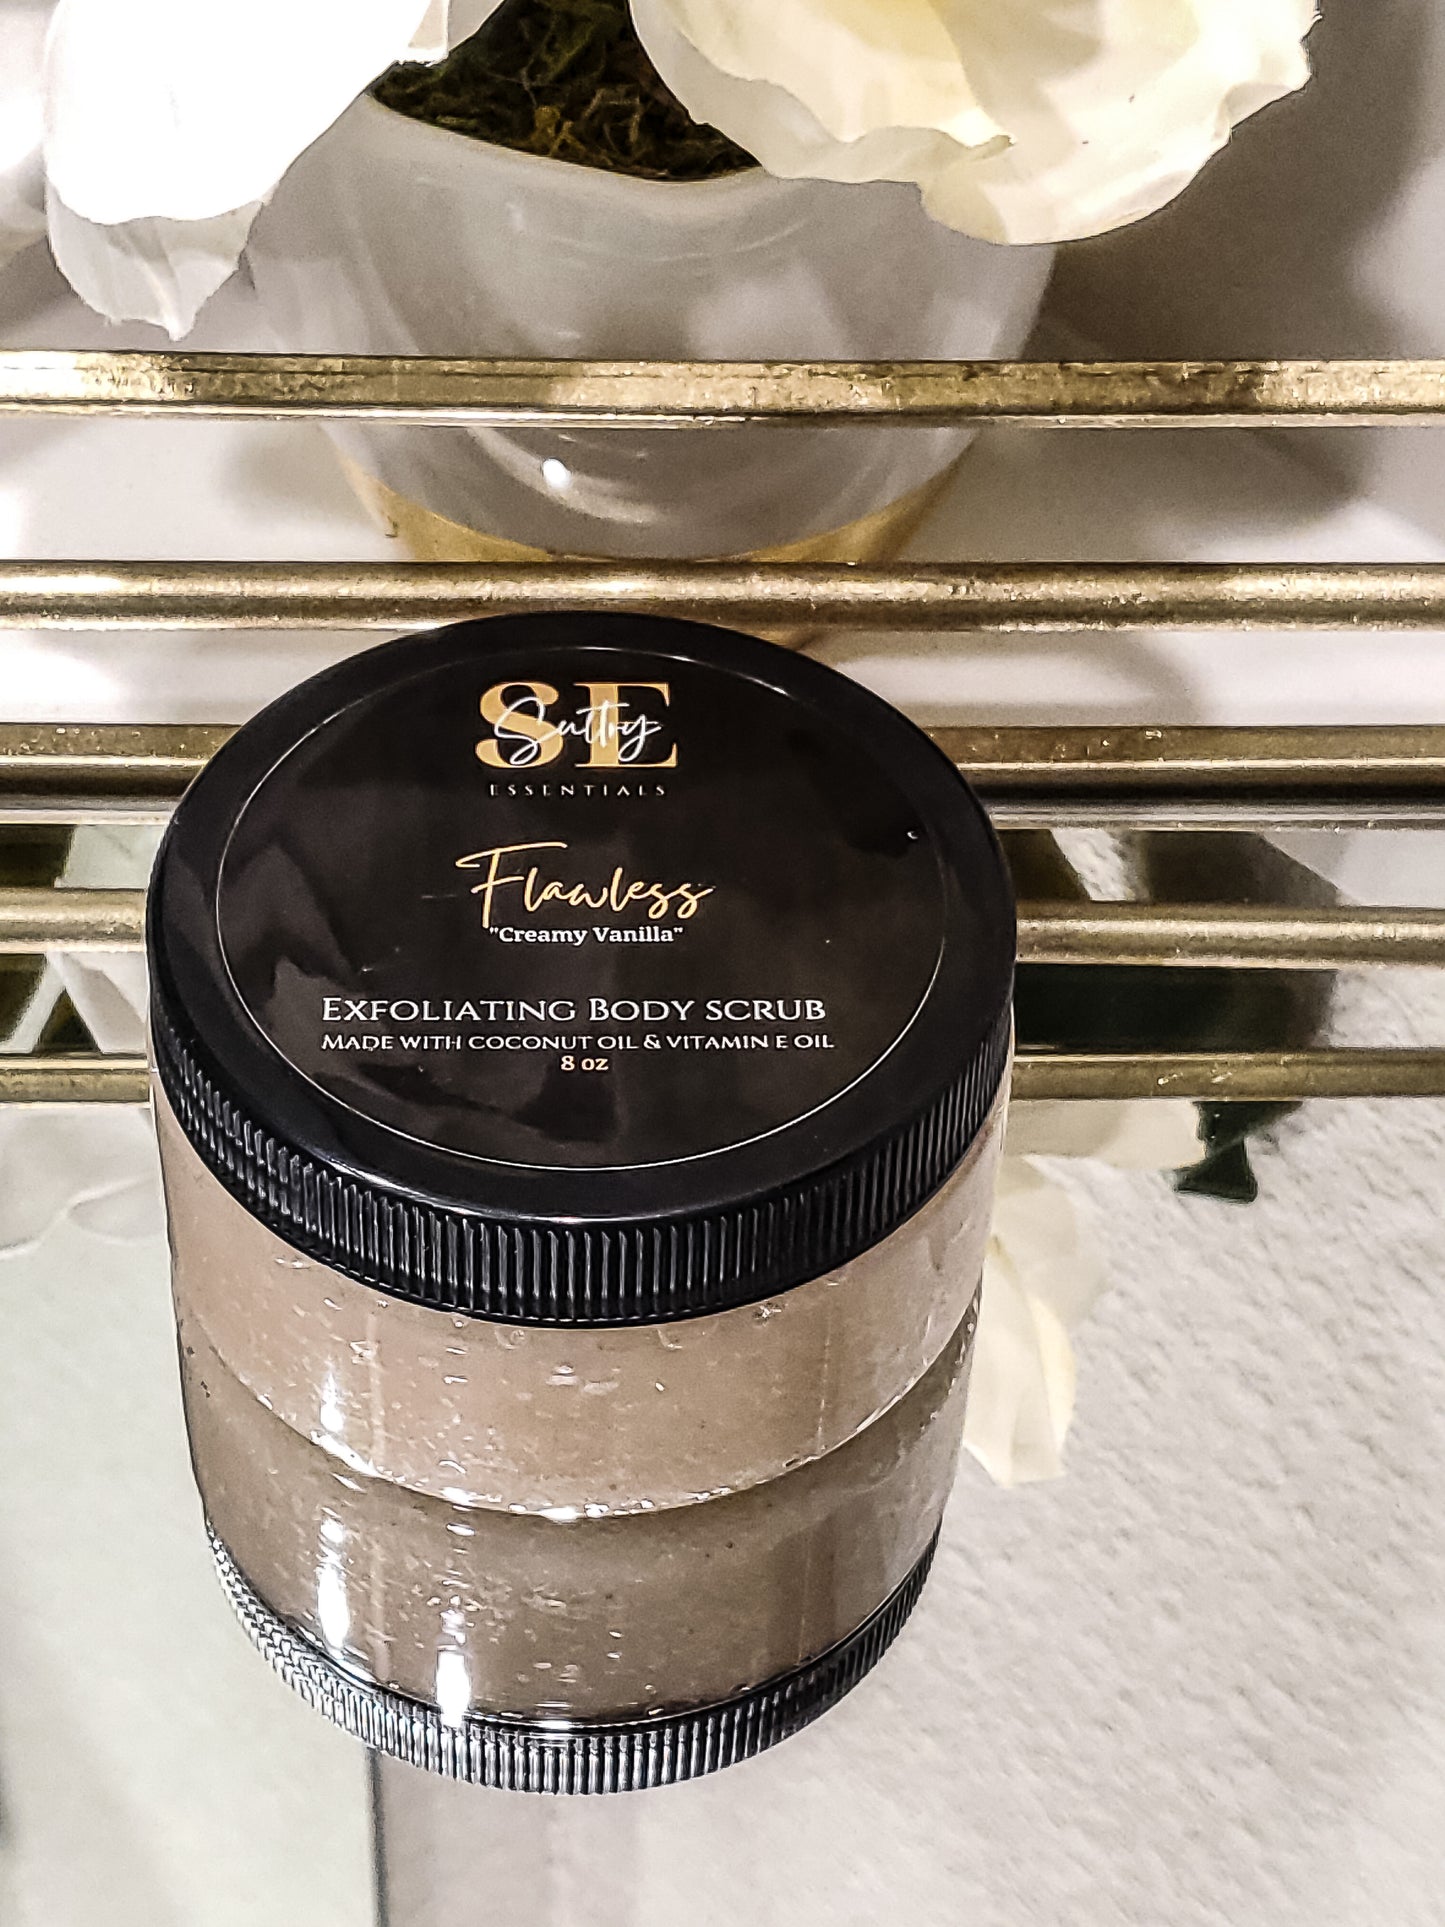 SE
Sultry
ESSENTIALS
Flawless
"Creamy Vanilla"
Exfoliating Body scrub
Made with coconut oil & vitamin E oil
8 oz